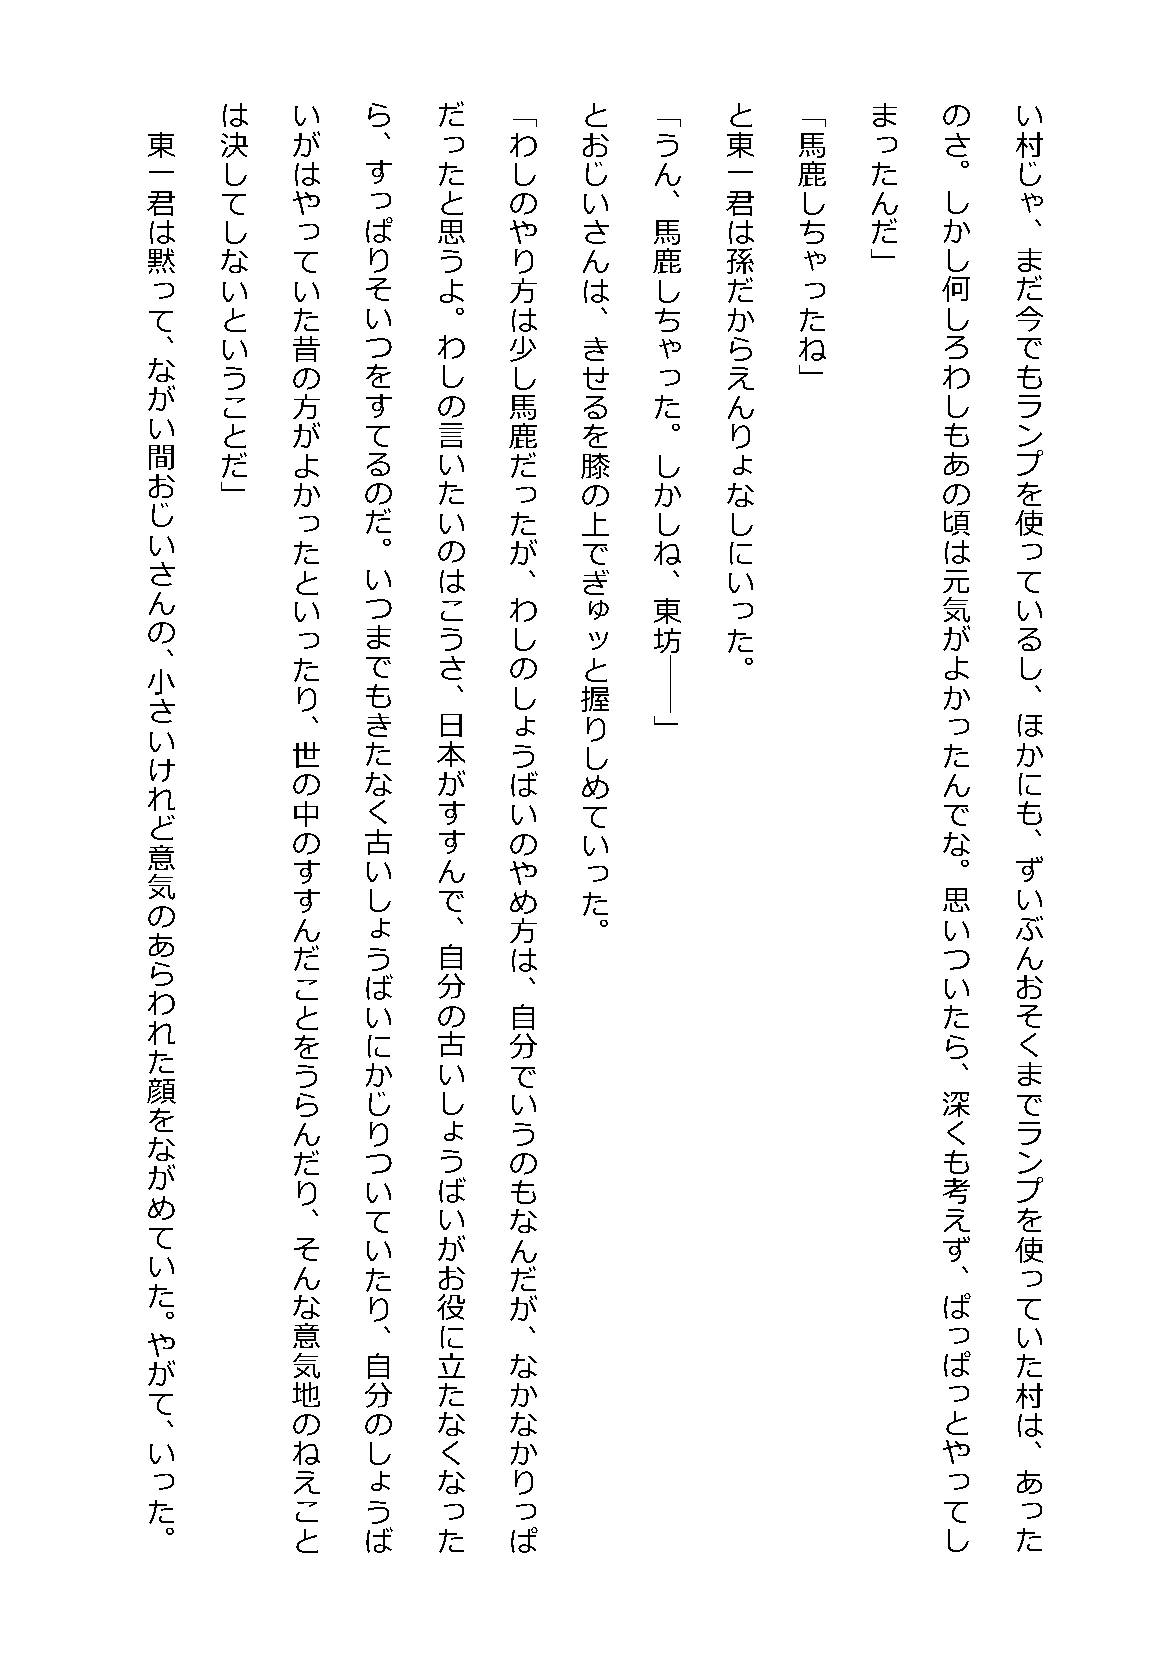 い村じゃ、まだ今でもランプを使っているし、ほかにも、ずいぶんおそくまでランプを使っていた村は、あった
のさ。しかし何しろわしもあの頃は元気がよかったんでな。思いついたら、深くも考えず、ぱっぱっとやってし
まったんだ」
「馬鹿しちゃったね」
と東一君は孫だからえんりょなしにいった。
「うん、馬鹿しちゃった。しかしね、東坊――」
とおじいさんは、きせるを膝の上でぎゅッと握りしめていった。
「わしのやり方は少し馬鹿だったが、わしのしょうばいのやめ方は、自分でいうのもなんだが、なかなかりっぱ
だったと思うよ。わしの言いたいのはこうさ、日本がすすんで、自分の古いしょうばいがお役に立たなくなった
ら、すっぱりそいつをすてるのだ。いつまでもきたなく古いしょうばいにかじりついていたり、自分のしょうば
いがはやっていた昔の方がよかったといったり、世の中のすすんだことをうらんだり、そんな意気地のねえこと
は決してしないということだ」
　東一君は黙って、ながい間おじいさんの、小さいけれど意気のあらわれた顔をながめていた。やがて、いった。